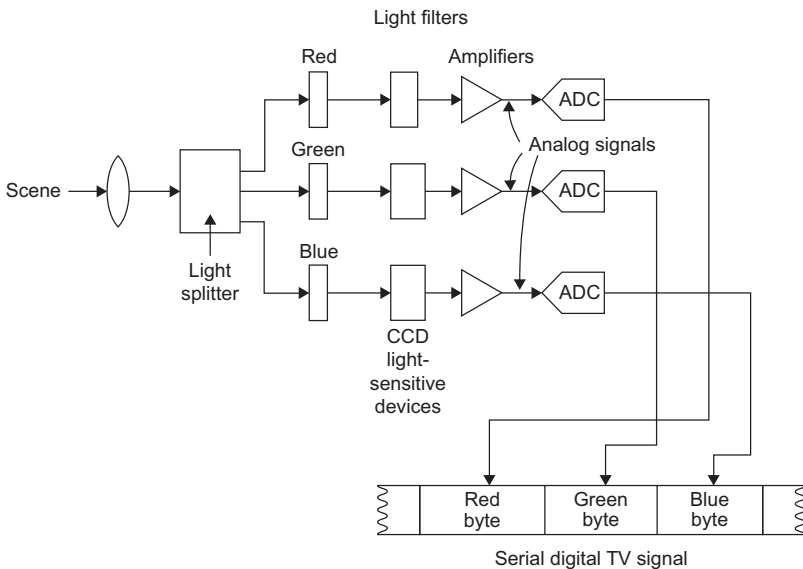 Light filters
Red
Amplifiers
ADC
Green
Analog signals
Scene
ADC
Light
splitter
Blue
ADC
CCD
light-
sensitive
devices
Red
byte
Green
byte
Blue
byte
Serial digital TV signal